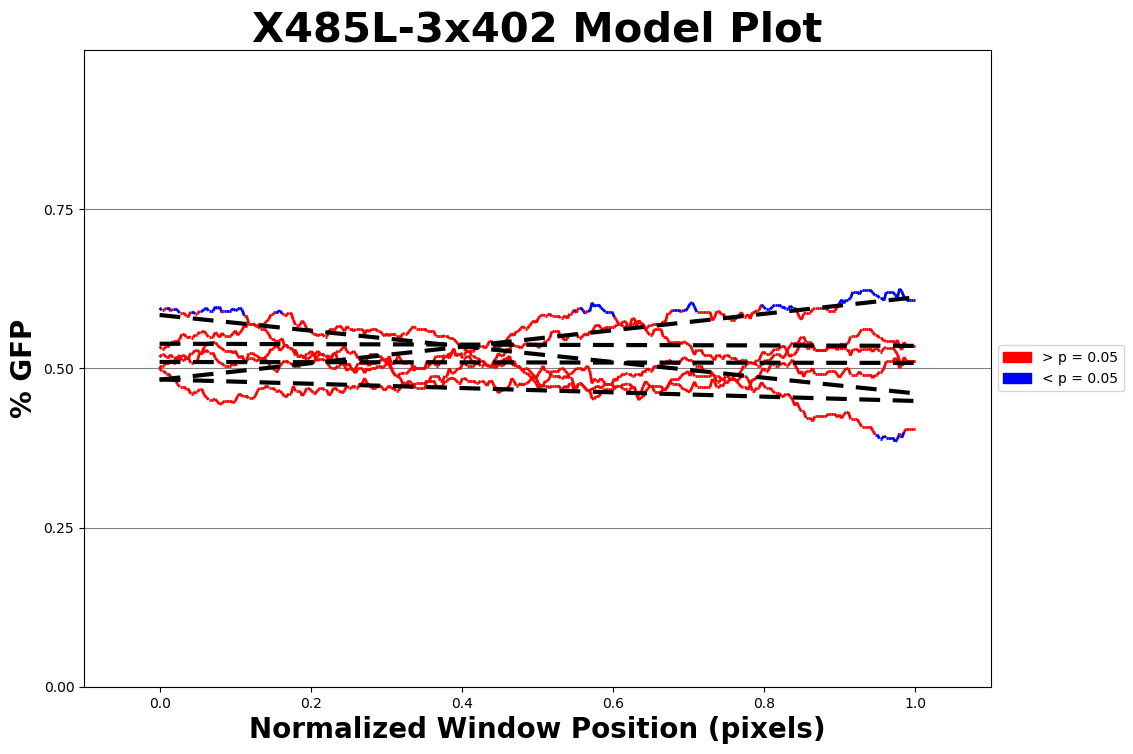 X485L-3x402 Model Plot
% GFP
0.75
0.50
0.25
0.00
0.0 0.2 0.4 0.6 0.8 1.0
Normalized Window Position (pixels)
> p = 0.05
< p = 0.05